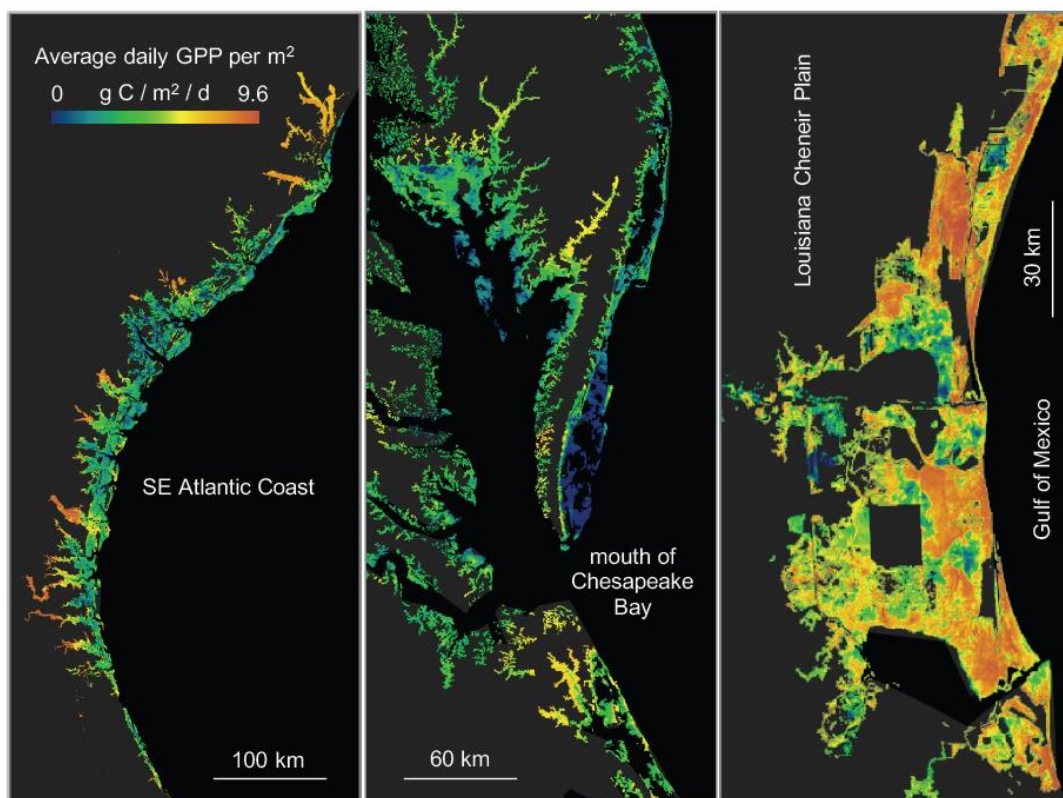 Average daily GPP per m²
g C / m² / d
0
9.6
SE Atlantic Coast
100 km
mouth of
Chesapeake
Bay
60 km
Louisiana Cheneir Plain
30 km
Gulf of Mexico